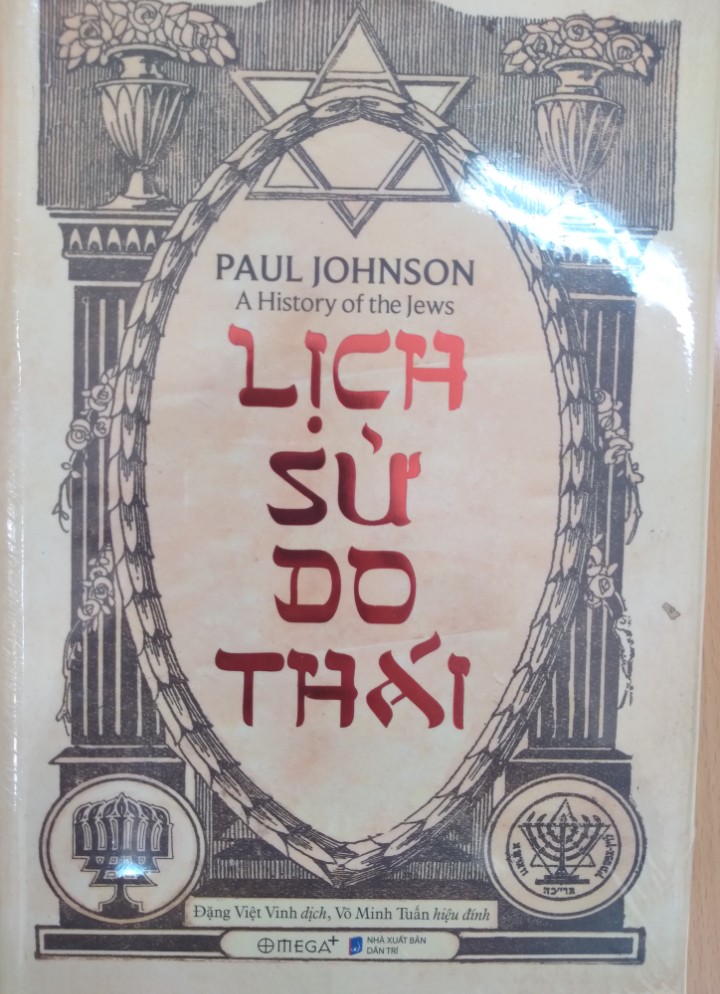 PAUL JOHNSON
A History of the Jews
LỊCH
SỬ
DO
THÁI
Đặng Việt Vinh dịch, Võ Minh Tuấn hiệu đính
OMEGA+
NHÀ XUẤT BẢN
DÂN TRÍ